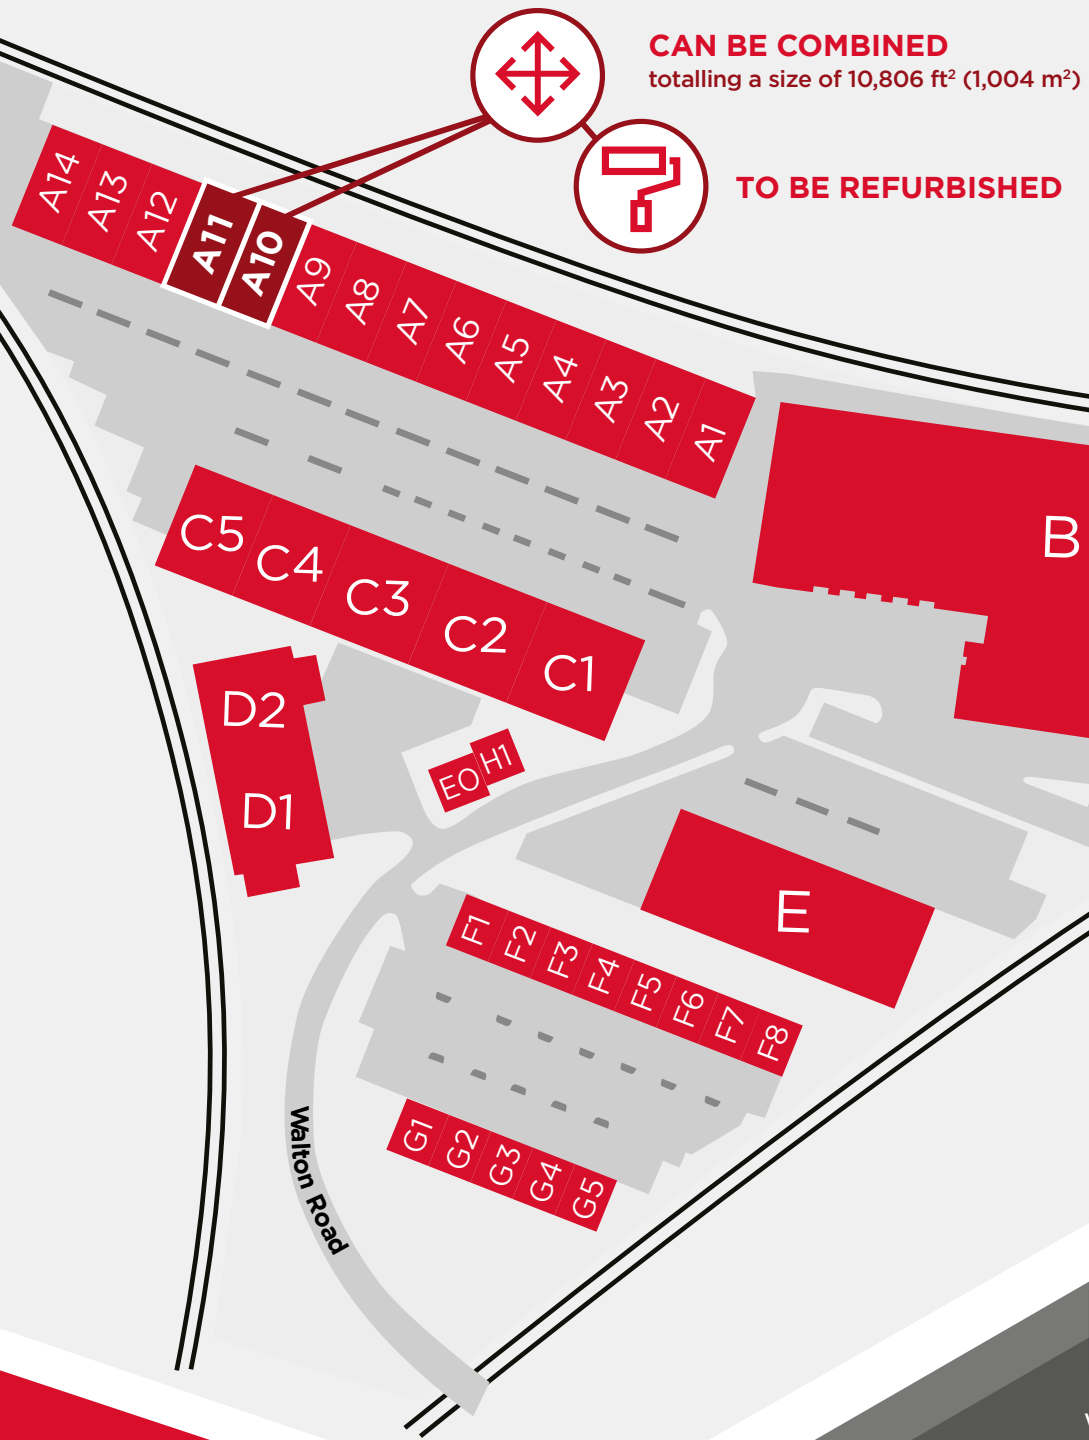 CAN BE COMBINED
totalling a size of 10,806 ft² (1,004 m²)
TO BE REFURBISHED
A14
A13
A12
A11
A10
A9
A8
A7
A6
A5
A4
A3
A2
A1
B
C5
C4
C3
C2
C1
D2
D1
H1
EO
E
F1
F2
F3
F4
F5
F6
F7
F8
G1
G2
G3
G4
G5
Walton Road